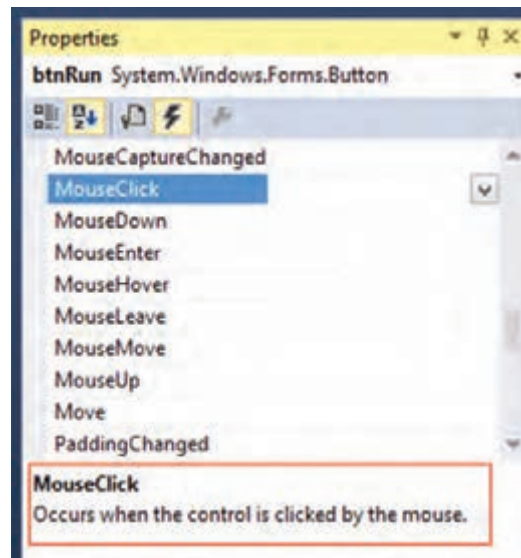 Properties
btnRun System.Windows.Forms.Button
MouseCaptureChanged
MouseClick
MouseDown
MouseEnter
MouseHover
MouseLeave
MouseMove
MouseUp
Move
PaddingChanged
MouseClick
Occurs when the control is clicked by the mouse.